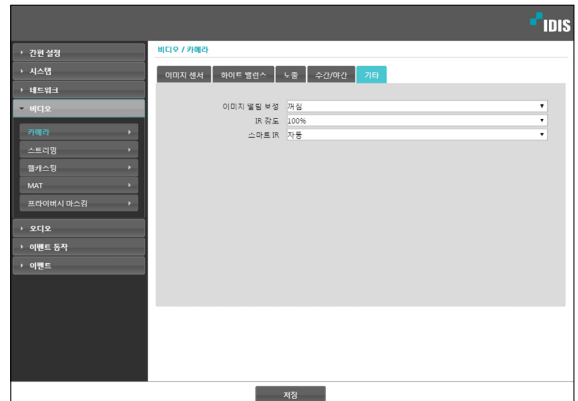 IDIS
간편 설정
시스템
네트워크
비디오
카메라
스트리밍
웹캐스팅
MAT
프라이버시 마스킹
오디오
이벤트 동작
이벤트
비디오 / 카메라
이미지 센서 화이트 밸런스 노출 주간/야간 기타
이미지 떨림 보정 꺼짐
IR 강도 100%
스마트 IR 자동
저장